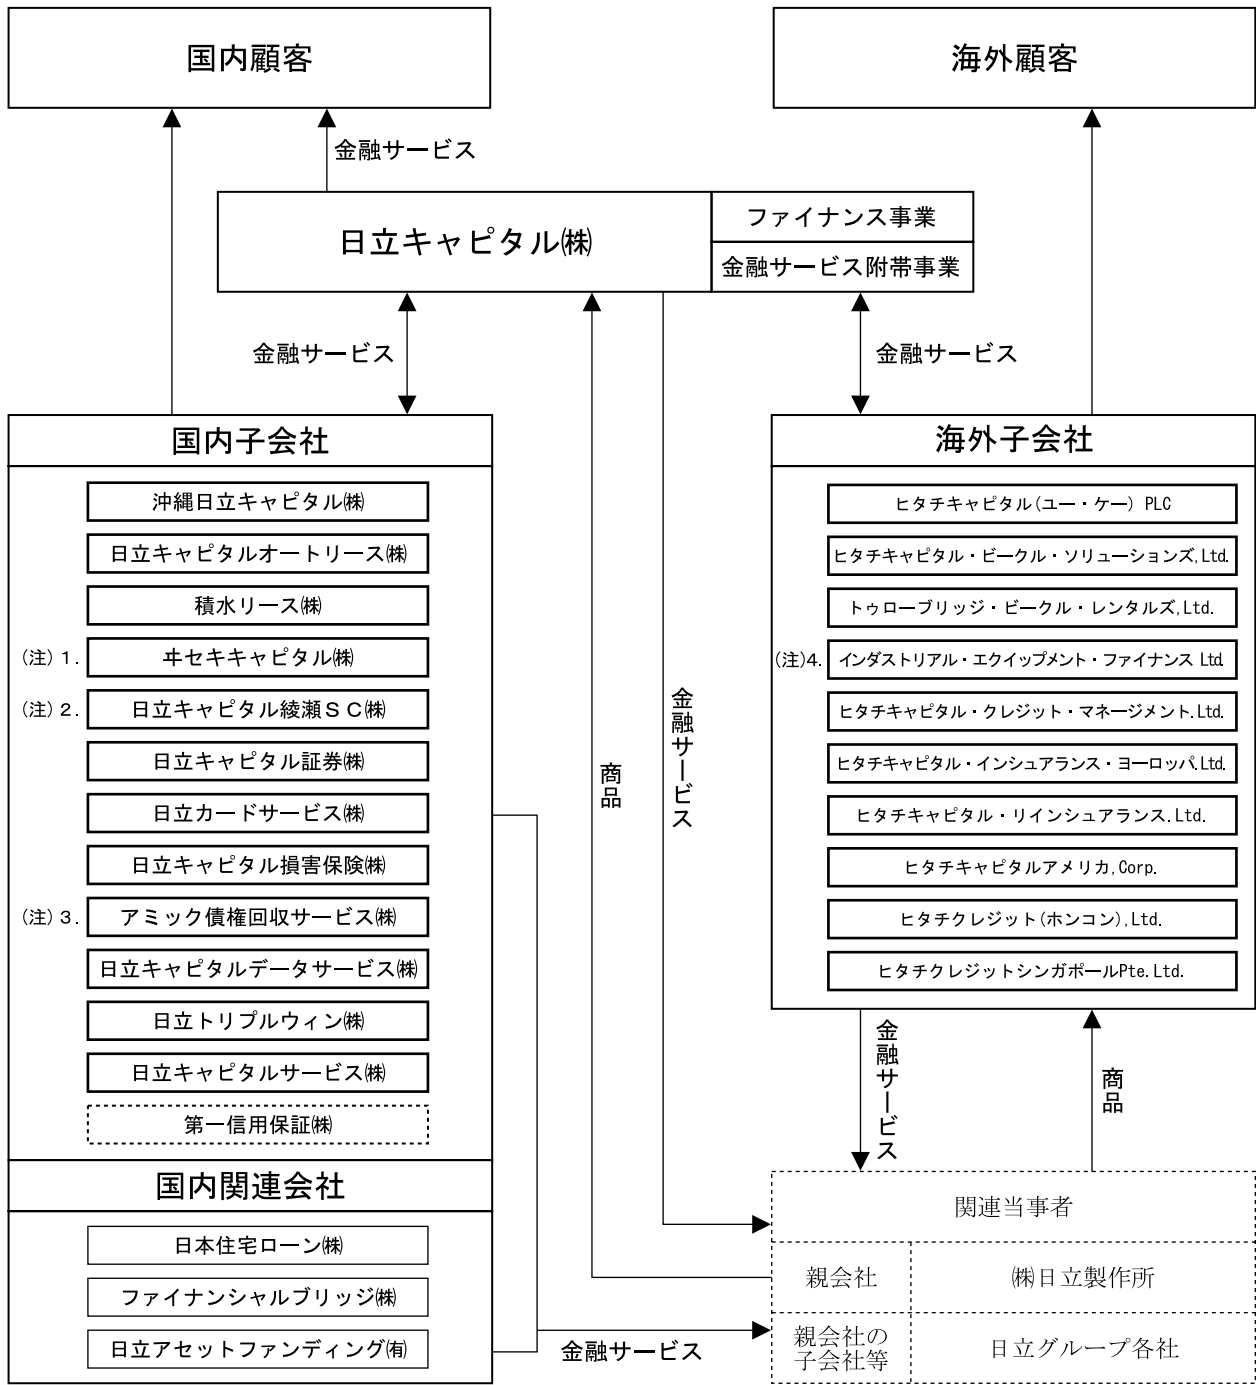 国内顧客
海外顧客
金融サービス
日立キャピタル㈱
ファイナンス事業
金融サービス附帯事業
金融サービス
金融サービス
国内子会社
沖縄日立キャピタル㈱
日立キャピタルオートリース㈱
積水リース㈱
(注)1.
ヰセキキャピタル㈱
(注)2.
日立キャピタル綾瀬SC㈱
日立キャピタル証券㈱
日立カードサービス㈱
日立キャピタル損害保険㈱
(注)3.
アミック債権回収サービス㈱
日立キャピタルデータサービス㈱
日立トリプルウィン㈱
日立キャピタルサービス㈱
第一信用保証㈱
国内関連会社
日本住宅ローン㈱
ファイナンシャルブリッジ㈱
日立アセットファンディング㈲
商品
金融サービス
金融サービス
海外子会社
ヒタチキャピタル(ユー・ケー) PLC
ヒタチキャピタル・ビークル・ソリューションズ,Ltd.
トゥローブリッジ・ビークル・レンタルズ,Ltd.
(注)4.
インダストリアル・エクイップメント・ファイナンス Ltd.
ヒタチキャピタル・クレジット・マネージメント.Ltd.
ヒタチキャピタル・インシュアランス・ヨーロッパ.Ltd.
ヒタチキャピタル・リインシュアランス.Ltd.
ヒタチキャピタルアメリカ,Corp.
ヒタチクレジット(ホンコン),Ltd.
ヒタチクレジットシンガポールPte.Ltd.
金融サービス
商品
関連当事者
親会社
㈱日立製作所
親会社の
子会社等
日立グループ各社